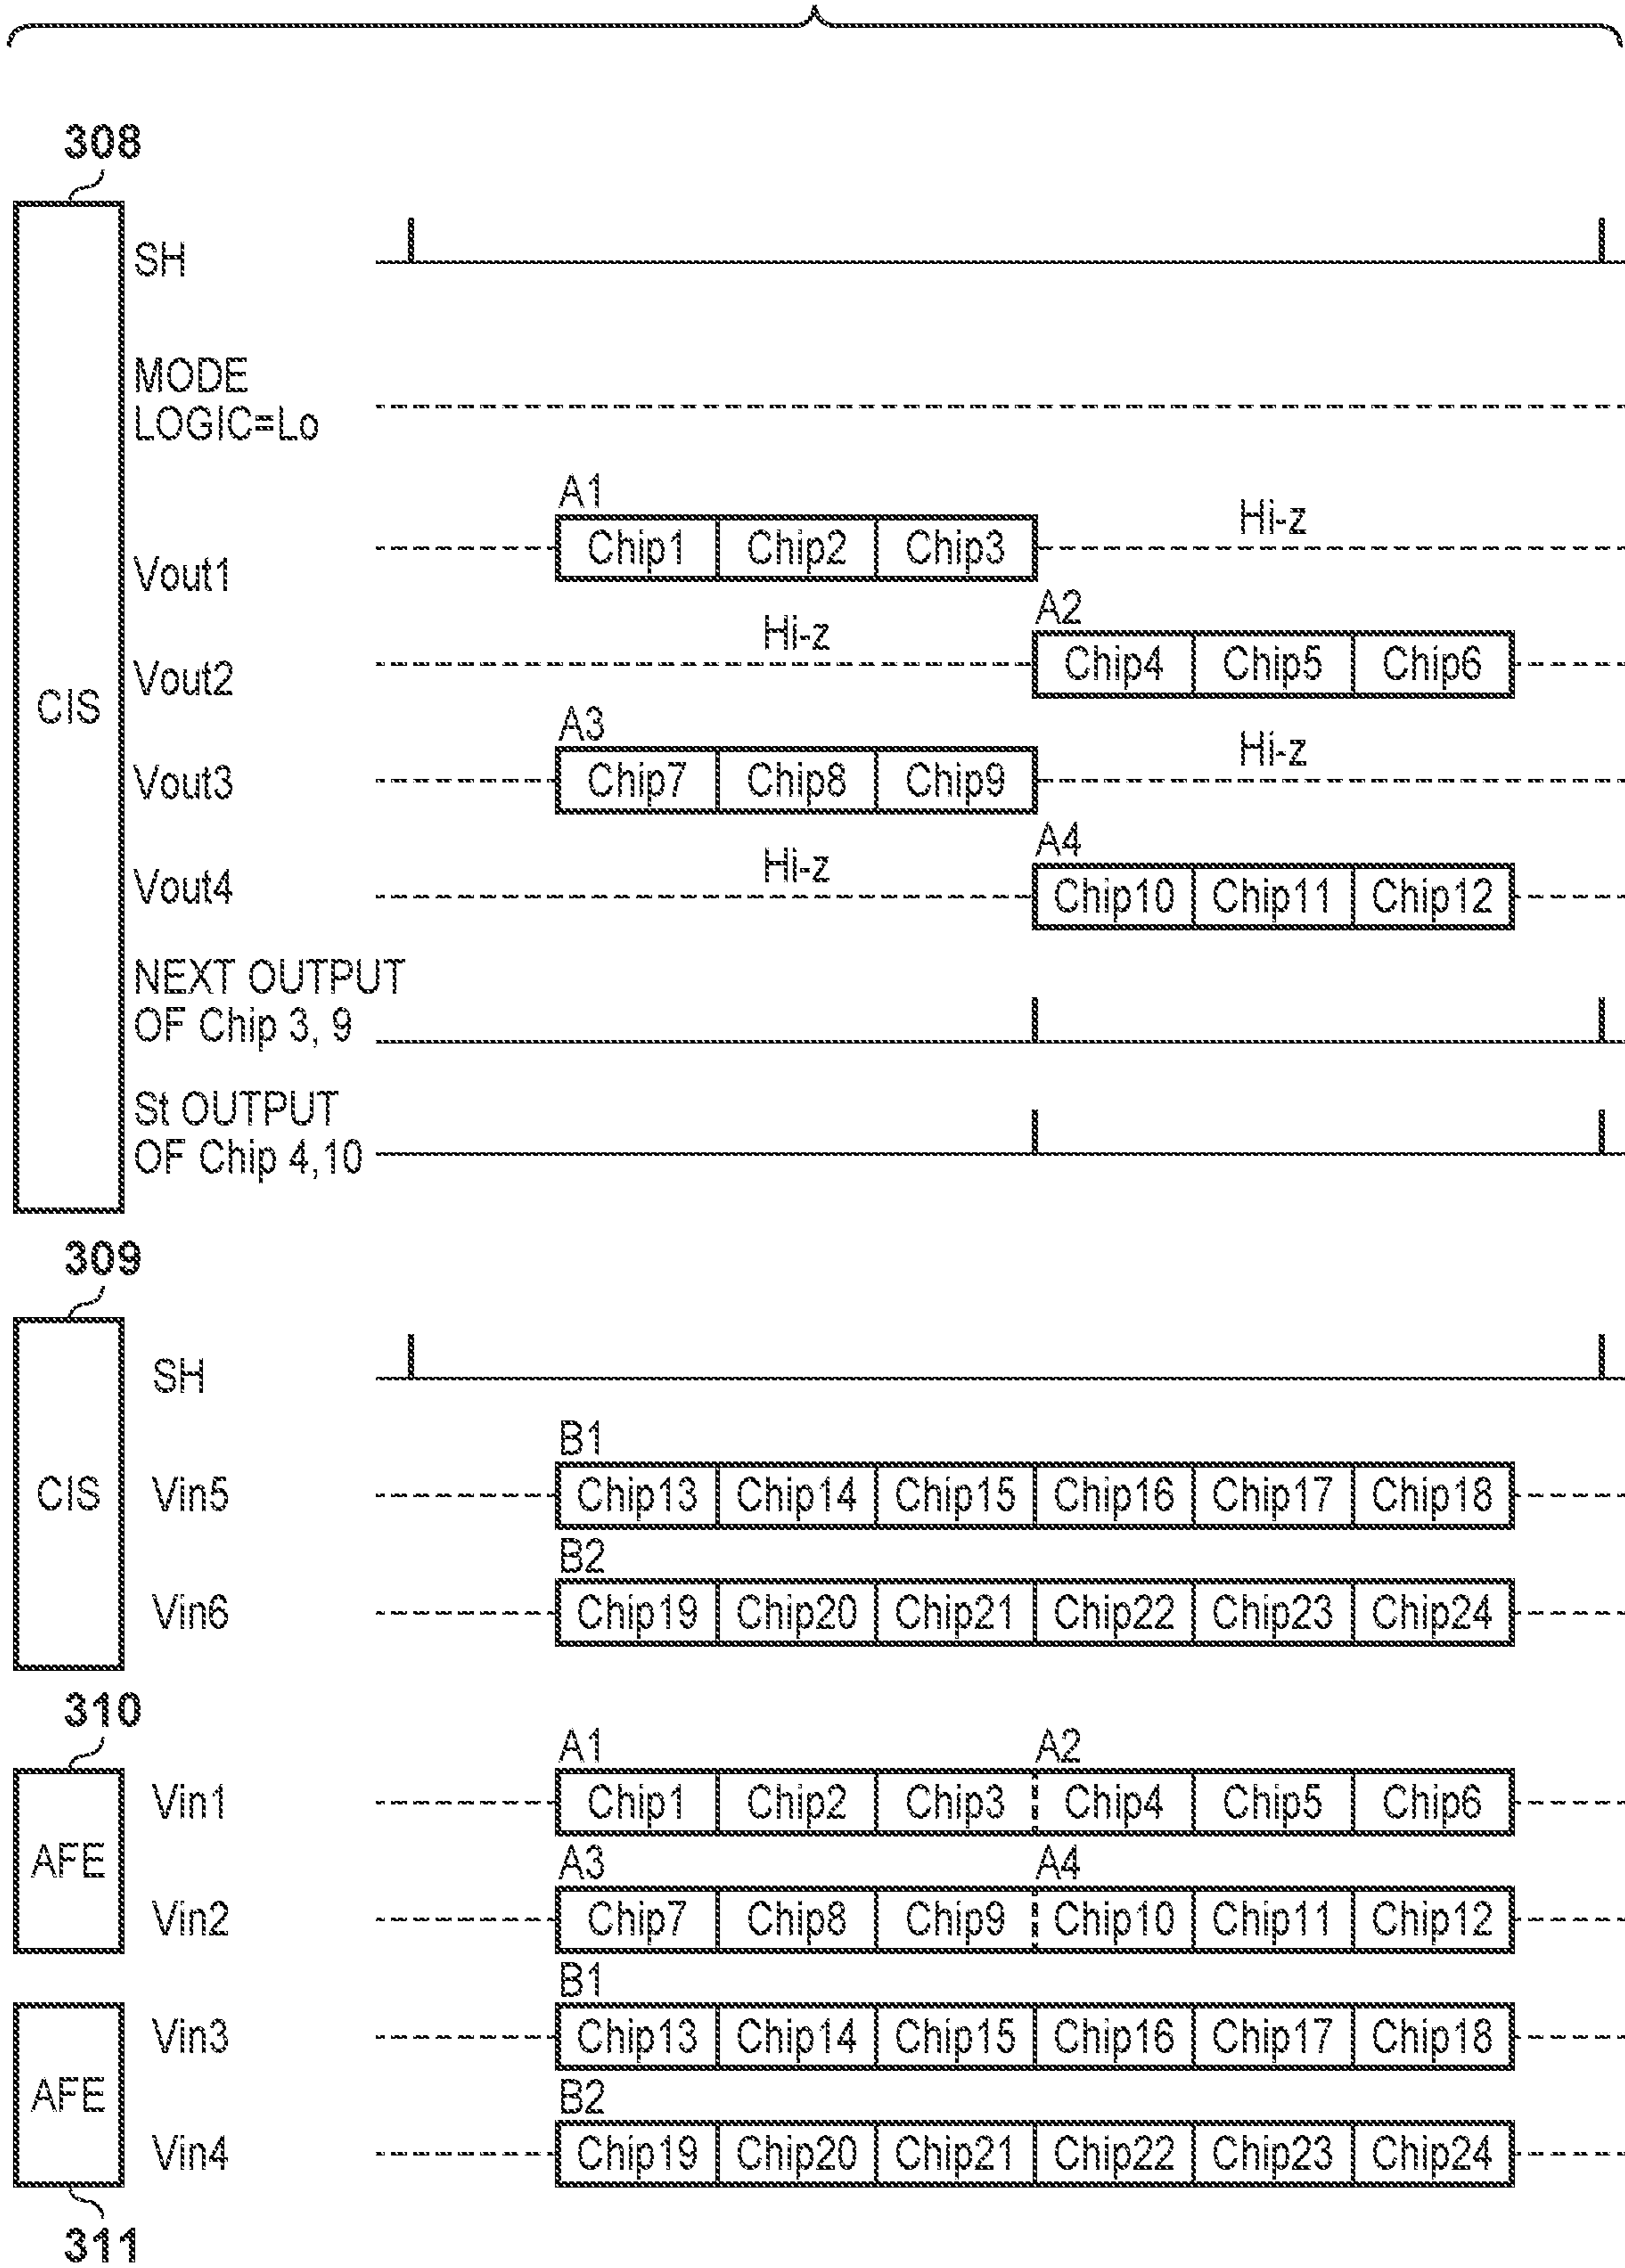 308
CIS
SH
MODE
LOGIC=Lo
A1
Vout1 Chip1 Chip2 Chip3 Hi-z
A2
Vout2 Hi-z Chip4 Chip5 Chip6
A3
Vout3 Chip7 Chip8 Chip9 Hi-z
A4
Vout4 Hi-z Chip10 Chip11 Chip12
NEXT OUTPUT
OF Chip 3, 9
St OUTPUT
OF Chip 4,10
309
CIS
SH
B1
Vin5 Chip13 Chip14 Chip15 Chip16 Chip17 Chip18
B2
Vin6 Chip19 Chip20 Chip21 Chip22 Chip23 Chip24
310
AFE
A1 A2
Vin1 Chip1 Chip2 Chip3 Chip4 Chip5 Chip6
A3 A4
Vin2 Chip7 Chip8 Chip9 Chip10 Chip11 Chip12
AFE
B1
Vin3 Chip13 Chip14 Chip15 Chip16 Chip17 Chip18
B2
Vin4 Chip19 Chip20 Chip21 Chip22 Chip23 Chip24
311